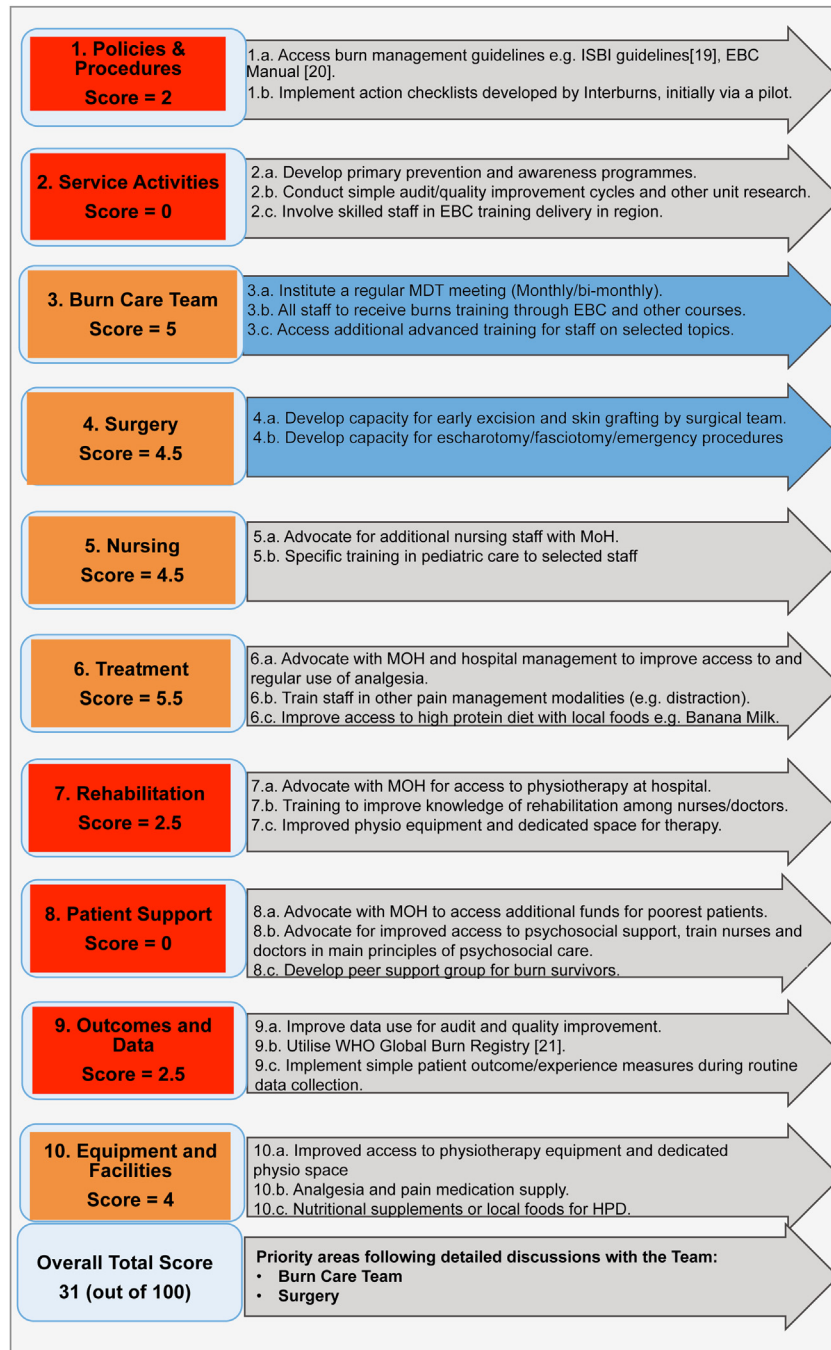 1. Policies &
Procedures
Score = 2
1.a. Access burn management guidelines e.g. ISBI guidelines[19], EBC
Manual [20].
1.b. Implement action checklists developed by Interburns, initially via a pilot.
2. Service Activities
Score = 0
2.a. Develop primary prevention and awareness programmes.
2.b. Conduct simple audit/quality improvement cycles and other unit research.
2.c. Involve skilled staff in EBC training delivery in region.
3. Burn Care Team
Score = 5
3.a. Institute a regular MDT meeting (Monthly/bi-monthly).
3.b. All staff to receive burns training through EBC and other courses.
3.c. Access additional advanced training for staff on selected topics.
4. Surgery
Score = 4.5
4.a. Develop capacity for early excision and skin grafting by surgical team.
4.b. Develop capacity for escharotomy/fasciotomy/emergency procedures
5. Nursing
Score = 4.5
5.a. Advocate for additional nursing staff with MoH.
5.b. Specific training in pediatric care to selected staff
6. Treatment
Score = 5.5
6.a. Advocate with MOH and hospital management to improve access to and
regular use of analgesia.
6.b. Train staff in other pain management modalities (e.g. distraction).
6.c. Improve access to high protein diet with local foods e.g. Banana Milk.
7. Rehabilitation
Score = 2.5
7.a. Advocate with MOH for access to physiotherapy at hospital.
7.b. Training to improve knowledge of rehabilitation among nurses/doctors.
7.c. Improved physio equipment and dedicated space for therapy.
8. Patient Support
Score = 0
8.a. Advocate with MOH to access additional funds for poorest patients.
8.b. Advocate for improved access to psychosocial support, train nurses and
doctors in main principles of psychosocial care.
8.c. Develop peer support group for burn survivors.
9. Outcomes and
Data
Score = 2.5
9.a. Improve data use for audit and quality improvement.
9.b. Utilise WHO Global Burn Registry [21].
9.c. Implement simple patient outcome/experience measures during routine
data collection.
10. Equipment and
Facilities
Score = 4
10.a. Improved access to physiotherapy equipment and dedicated
physio space
10.b. Analgesia and pain medication supply.
10.c. Nutritional supplements or local foods for HPD.
Overall Total Score
31 (out of 100)
Priority areas following detailed discussions with the Team:
• Burn Care Team
• Surgery